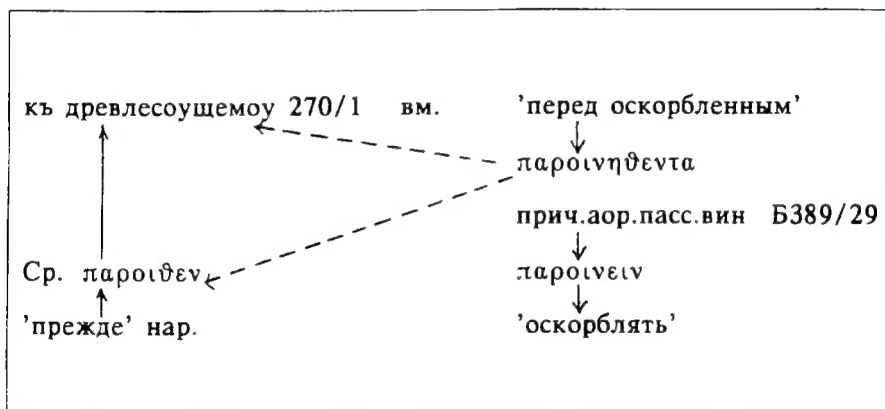 къ древлесоущемоу 270/1 вм. 'перед оскорбленным'
παροινηθεντα
прич.аор.пасс.вин Б389/29
Ср. παροιθεν παροινειν
'прежде' нар. 'оскорблять'